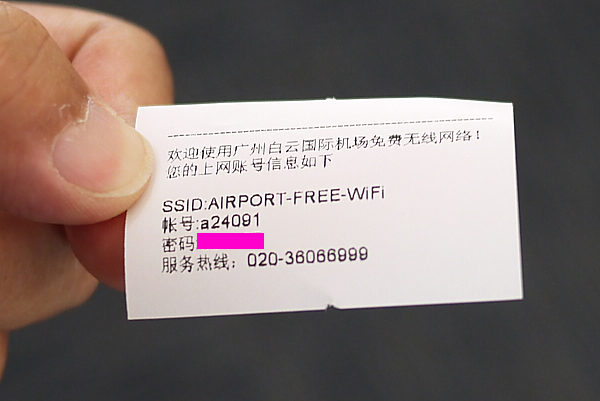 欢迎使用广州白云国际机场免费无线网络！
您的上网账号信息如下
SSID:AIRPORT-FREE-WiFi
帐号:a24091
密码:
服务热线：020-36066999